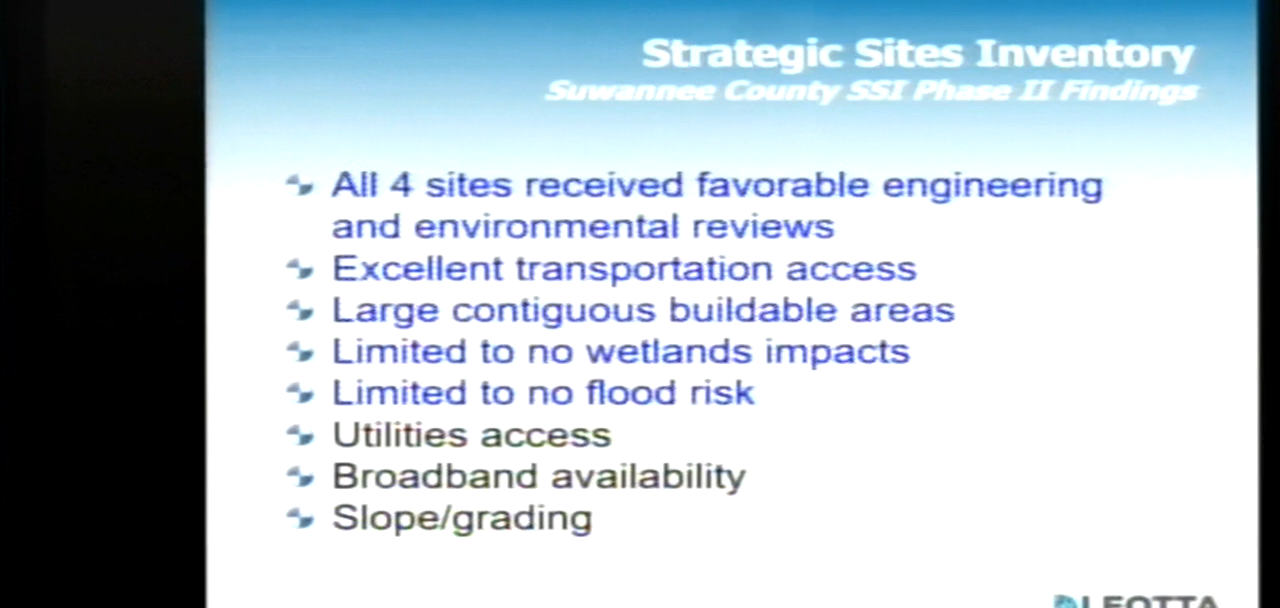 Strategic Sites Inventory
Suwannee County SSI Phase II Findings
All 4 sites received favorable engineering
and environmental reviews
Excellent transportation access
Large contiguous buildable areas
Limited to no wetlands impacts
Limited to no flood risk
Utilities access
Broadband availability
Slope/grading
LEOTTA